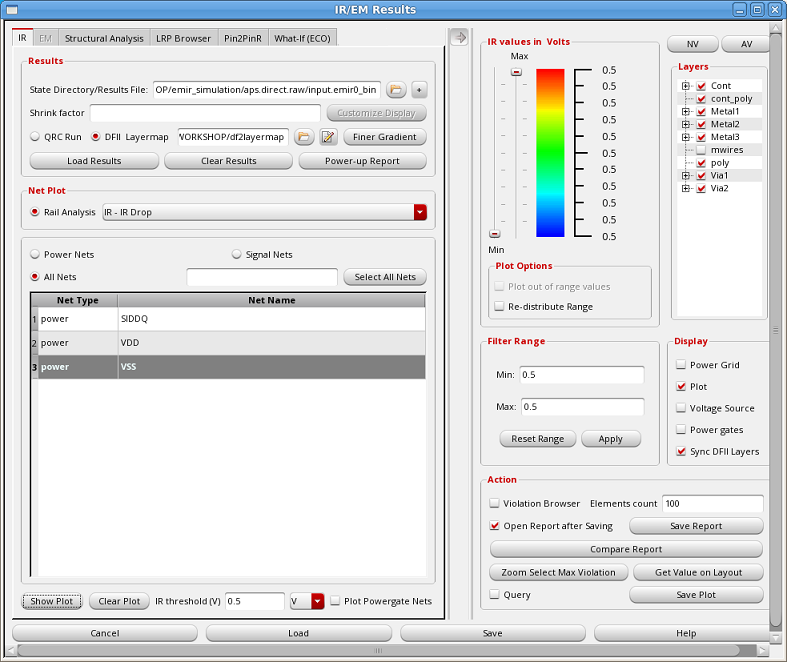 IR/EM Results
IR EM Structural Analysis LRP Browser Pin2PinR What-If (ECO)
Results
State Directory/Results File: OP/emir_simulation/aps.direct.raw/input.emir0_bin +
Shrink factor Customize Display
QRC Run DFII Layermap /ORKSHOP/df2layermap Finer Gradient
Load Results Clear Results Power-up Report
Net Plot
Rail Analysis IR - IR Drop
Power Nets Signal Nets
All Nets Select All Nets
Net Type Net Name
1 power SIDDQ
2 power VDD
3 power VSS
Show Plot Clear Plot IR threshold (V) 0.5 V Plot Powergate Nets
IR values in Volts
Max
0.5
0.5
0.5
0.5
0.5
0.5
0.5
0.5
0.5
0.5
0.5
0.5
Min
Plot Options
Plot out of range values
Re-distribute Range
NV AV
Layers
Cont
cont_poly
Metal1
Metal2
Metal3
mwires
poly
Via1
Via2
Filter Range
Min: 0.5
Max: 0.5
Reset Range Apply
Display
Power Grid
Plot
Voltage Source
Power gates
Sync DFII Layers
Action
Violation Browser Elements count 100
Open Report after Saving Save Report
Compare Report
Zoom Select Max Violation Get Value on Layout
Query Save Plot
Cancel Load Save Help